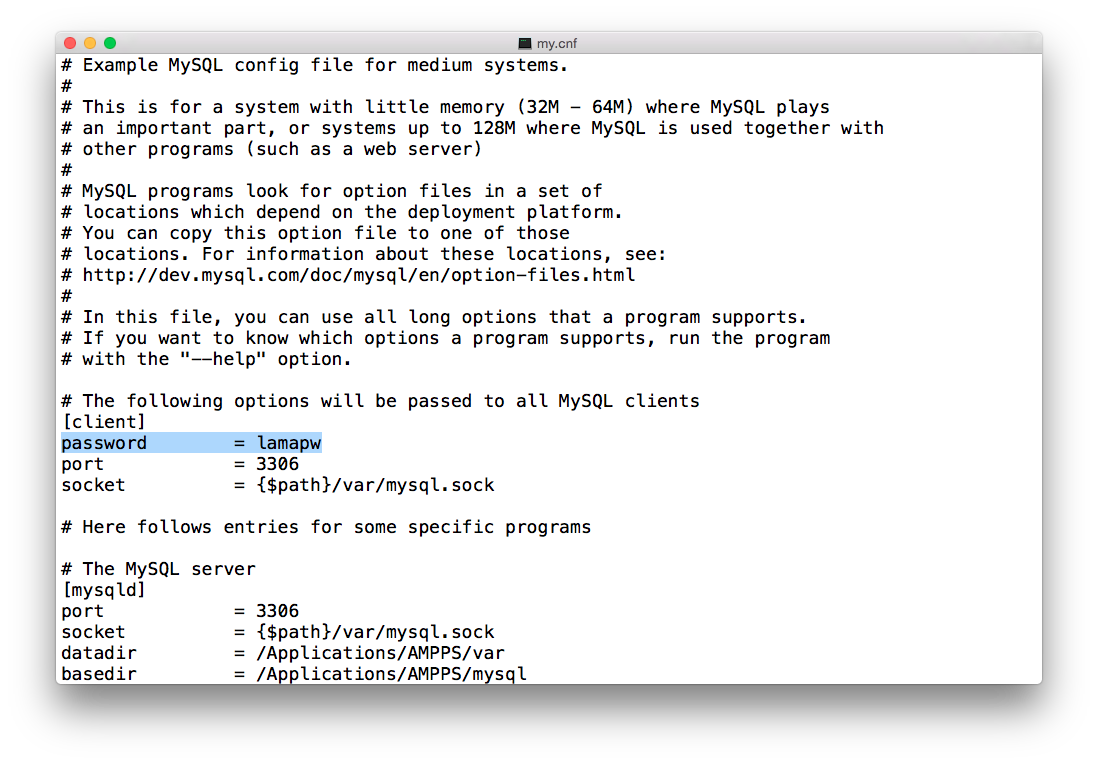 my.cnf
# Example MySQL config file for medium systems.
#
# This is for a system with little memory (32M - 64M) where MySQL plays
# an important part, or systems up to 128M where MySQL is used together with
# other programs (such as a web server)
#
# MySQL programs look for option files in a set of
# locations which depend on the deployment platform.
# You can copy this option file to one of those
# locations. For information about these locations, see:
# http://dev.mysql.com/doc/mysql/en/option-files.html
#
# In this file, you can use all long options that a program supports.
# If you want to know which options a program supports, run the program
# with the "--help" option.
# The following options will be passed to all MySQL clients
[client]
password        = lamapw
port            = 3306
socket          = {$path}/var/mysql.sock
# Here follows entries for some specific programs
# The MySQL server
[mysqld]
port            = 3306
socket          = {$path}/var/mysql.sock
datadir         = /Applications/AMPPS/var
basedir         = /Applications/AMPPS/mysql